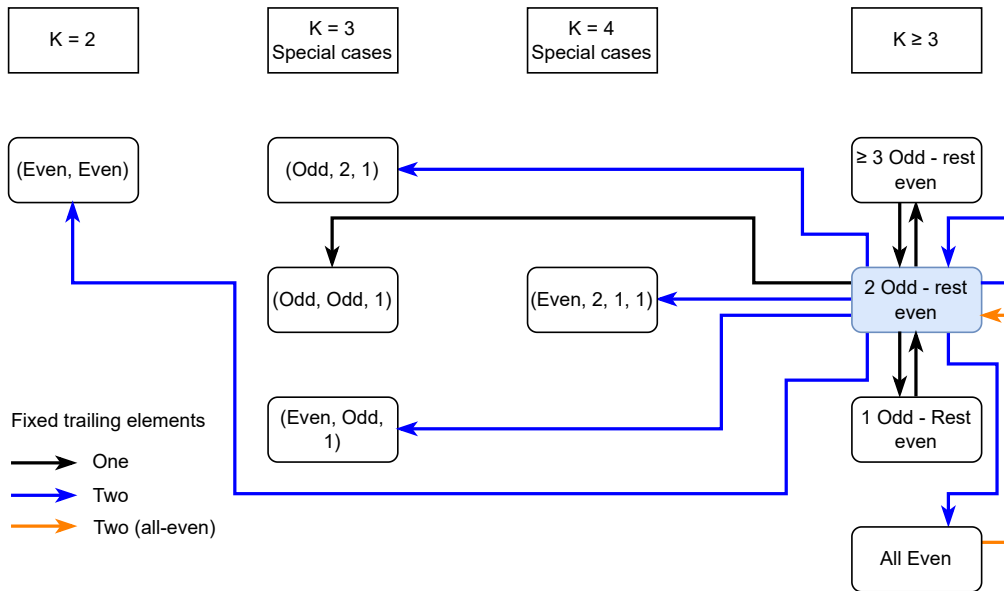 K = 2
K = 3
Special cases
K = 4
Special cases
K ≥ 3
(Even, Even)
(Odd, 2, 1)
≥ 3 Odd - rest
even
(Odd, Odd, 1)
(Even, 2, 1, 1)
2 Odd - rest
even
(Even, Odd,
1)
1 Odd - Rest
even
Fixed trailing elements
One
Two
Two (all-even)
All Even